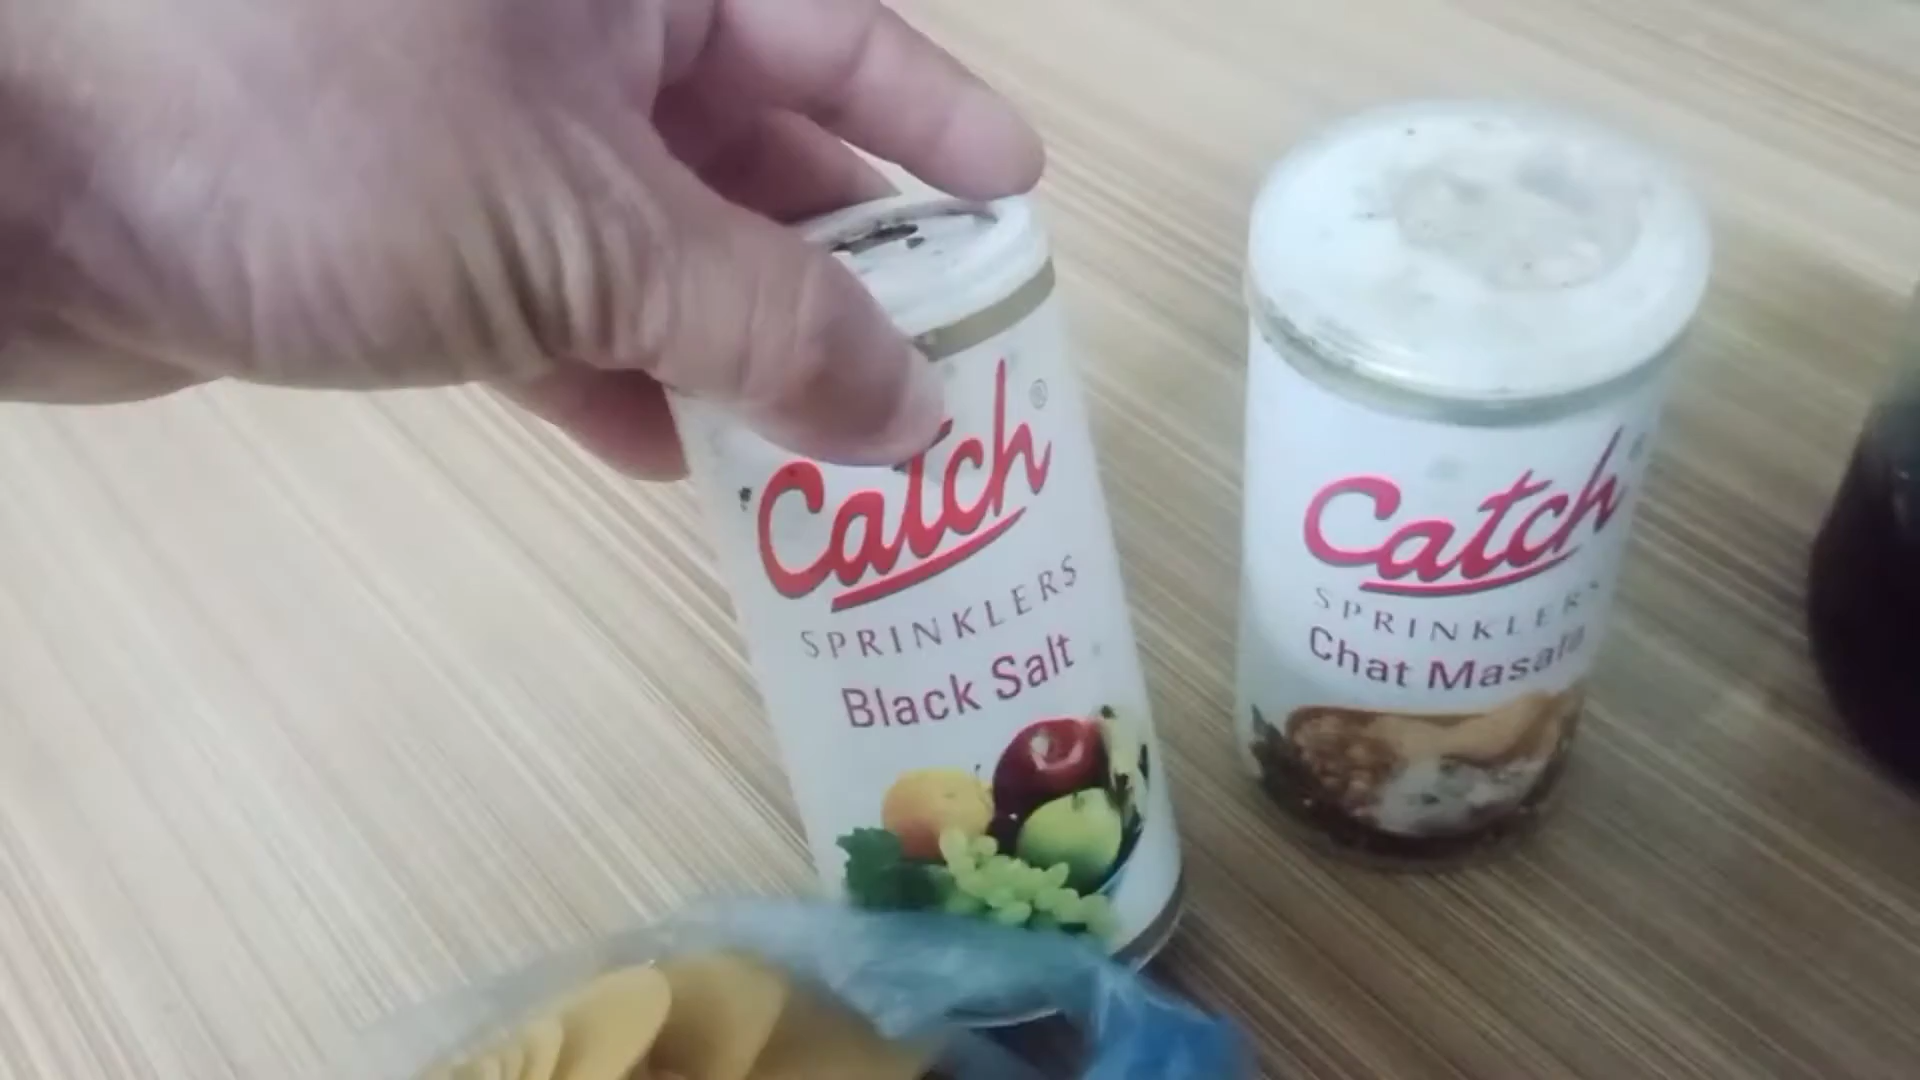 Catch®
SPRINKLERS
Black Salt
Catch®
SPRINKLERS
Chat Masala